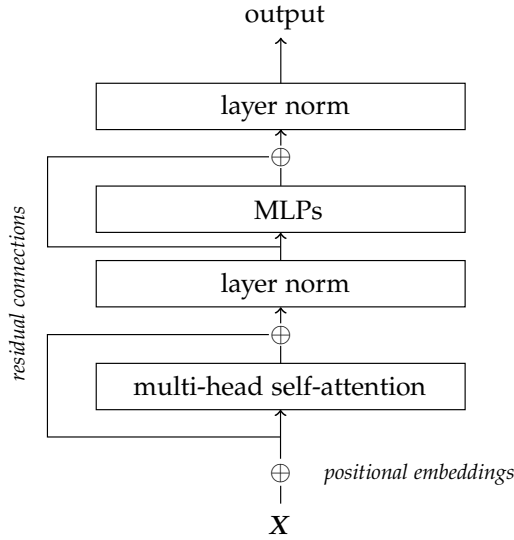 output
layer norm
MLPs
layer norm
residual connections
multi-head self-attention
positional embeddings
X